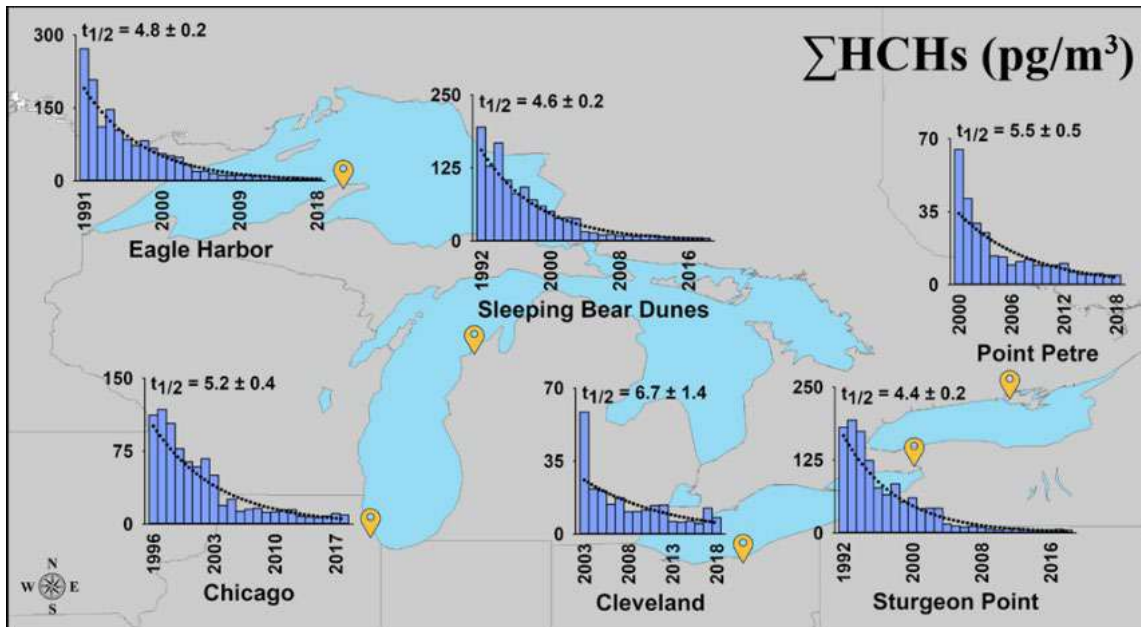 ∑HCHs (pg/m³)
300
150
0
t1/2 = 4.8 ± 0.2
1991
2000
2009
2018
Eagle Harbor
250
125
0
t1/2 = 4.6 ± 0.2
1992
2000
2008
2016
Sleeping Bear Dunes
70
35
0
t1/2 = 5.5 ± 0.5
2000
2006
2012
2018
Point Petre
150
75
0
t1/2 = 5.2 ± 0.4
1996
2003
2010
2017
Chicago
70
35
0
t1/2 = 6.7 ± 1.4
2003
2008
2013
2018
Cleveland
250
125
0
t1/2 = 4.4 ± 0.2
1992
2000
2008
2016
Sturgeon Point
N
W E
S